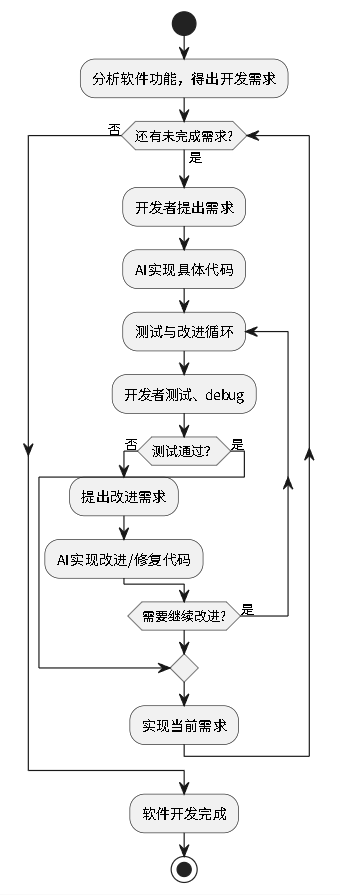 分析软件功能，得出开发需求
否
还有未完成需求？
是
开发者提出需求
AI实现具体代码
测试与改进循环
开发者测试、debug
否
测试通过？
是
提出改进需求
AI实现改进/修复代码
需要继续改进？
是
实现当前需求
软件开发完成